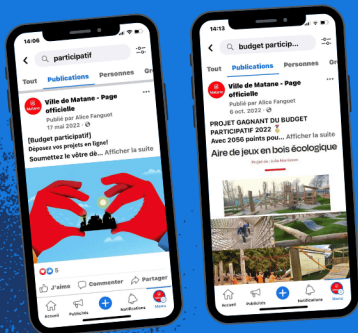 14:06
participatif
Tout Publications Personnes Gr
Ville de Matane - Page
officielle
Publié par Alice Fanguet
17 mai 2022
[Budget participatif]
Déposez vos projets en ligne!
Soumettez le vôtre dè... Afficher la suite
5
J'aime Commenter Partager
Accueil Publicités Notifications Menu
14:13
budget particip...
Tout Publications Personnes
Ville de Matane - Page
officielle
Publié par Alice Fanguet
6 oct. 2022
PROJET GAGNANT DU BUDGET
PARTICIPATIF 2022
Avec 2056 points pou... Afficher la suite
Aire de jeux en bois écologique
Accueil Publicités Notifications Menu